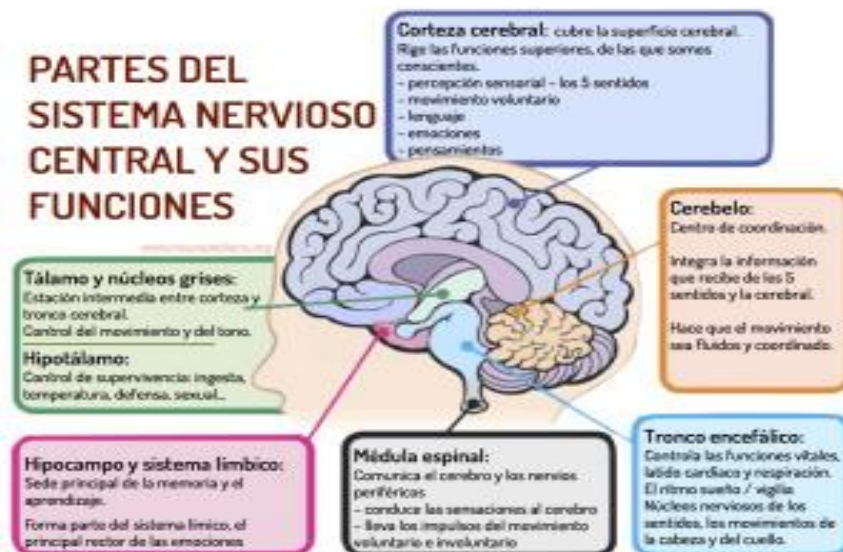 PARTES DEL
SISTEMA NERVIOSO
CENTRAL Y SUS
FUNCIONES
Corteza cerebral: cubre la superficie cerebral.
Rige las funciones superiores, de las que somos
conscientes.
- percepción sensorial - los 5 sentidos
- movimiento voluntario
- lenguaje
- emociones
- pensamientos
Cerebelo:
Centro de coordinación.
Integra la información
que recibe de los 5
sentidos y la cerebral.
Hace que el movimiento
sea fluidos y coordinado.
Tálamo y núcleos grises:
Estación intermedia entre corteza y
tronco cerebral.
Control del movimiento y del tono.
Hipotálamo:
Control de supervivencia: ingesta,
temperatura, defensa, sexual...
Hipocampo y sistema límbico:
Sede principal de la memoria y el
aprendizaje.
Forma parte del sistema límico, el
principal rector de las emociones
Médula espinal:
Comunica el cerebro y los nervios
periféricos
- conduce las sensaciones al cerebro
- lleva los impulsos del movimiento
voluntario e involuntario
Tronco encefálico:
Controla las funciones vitales,
latido cardíaco y respiración.
El ritmo sueño / vigilia
Núcleos nerviosos de los
sentidos, los movimientos de
la cabeza y del cuello.